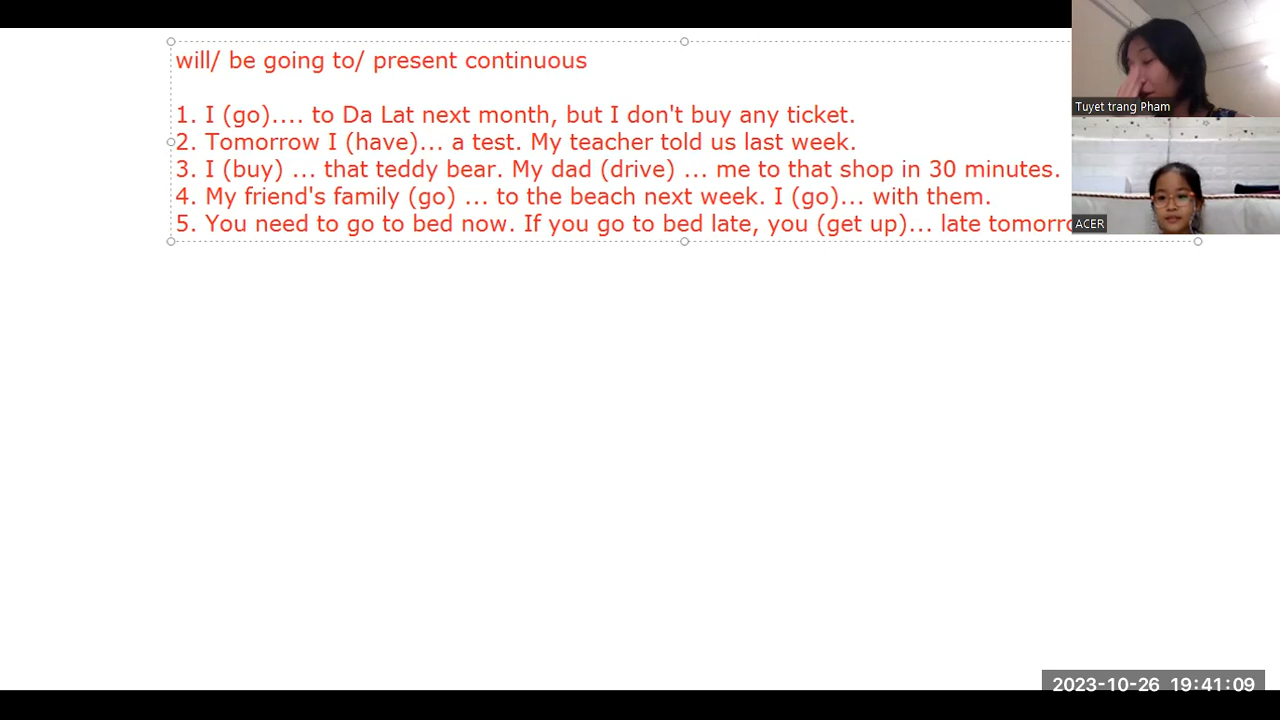 will/ be going to/ present continuous
1. I (go).... to Da Lat next month, but I don't buy any ticket.
2. Tomorrow I (have)... a test. My teacher told us last week.
3. I (buy) ... that teddy bear. My dad (drive) ... me to that shop in 30 minutes.
4. My friend's family (go) ... to the beach next week. I (go)... with them.
5. You need to go to bed now. If you go to bed late, you (get up)... late
Tuyet trang Pham
ACER
2023-10-26 19:41:09